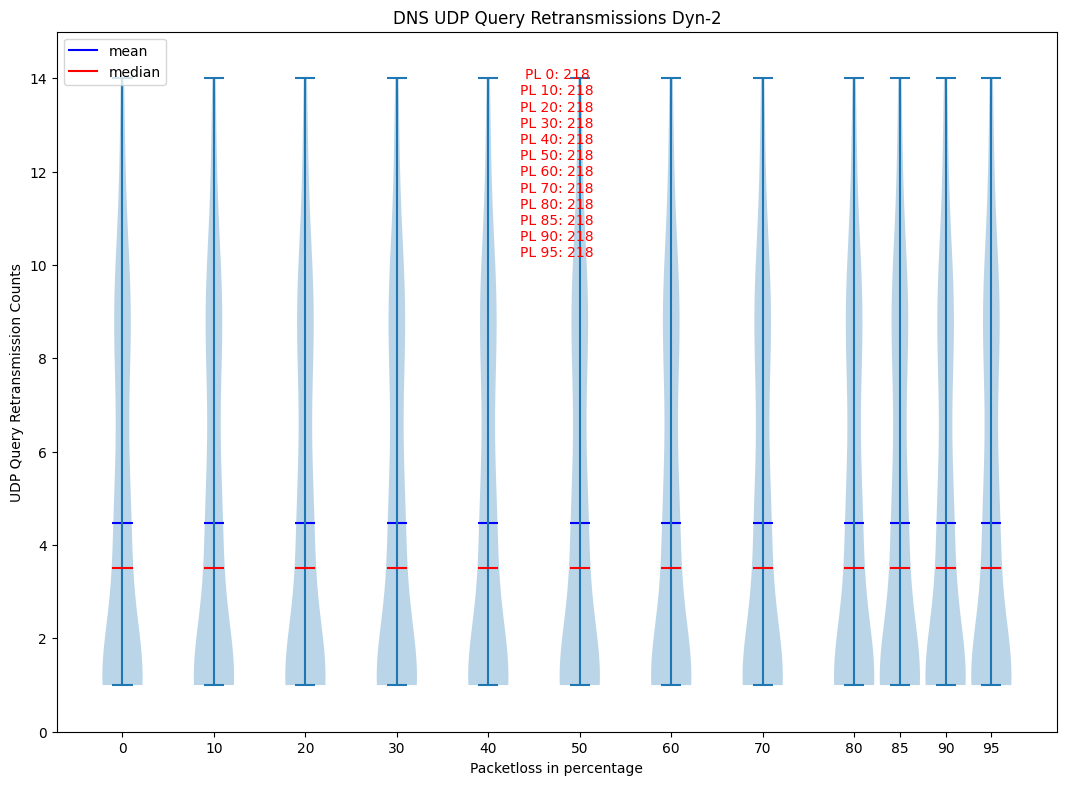 DNS UDP Query Retransmissions Dyn-2
mean
median
PL 0: 218
PL 10: 218
PL 20: 218
PL 30: 218
PL 40: 218
PL 50: 218
PL 60: 218
PL 70: 218
PL 80: 218
PL 85: 218
PL 90: 218
PL 95: 218
UDP Query Retransmission Counts
14
12
10
8
6
4
2
0
0 10 20 30 40 50 60 70 80 85 90 95
Packetloss in percentage